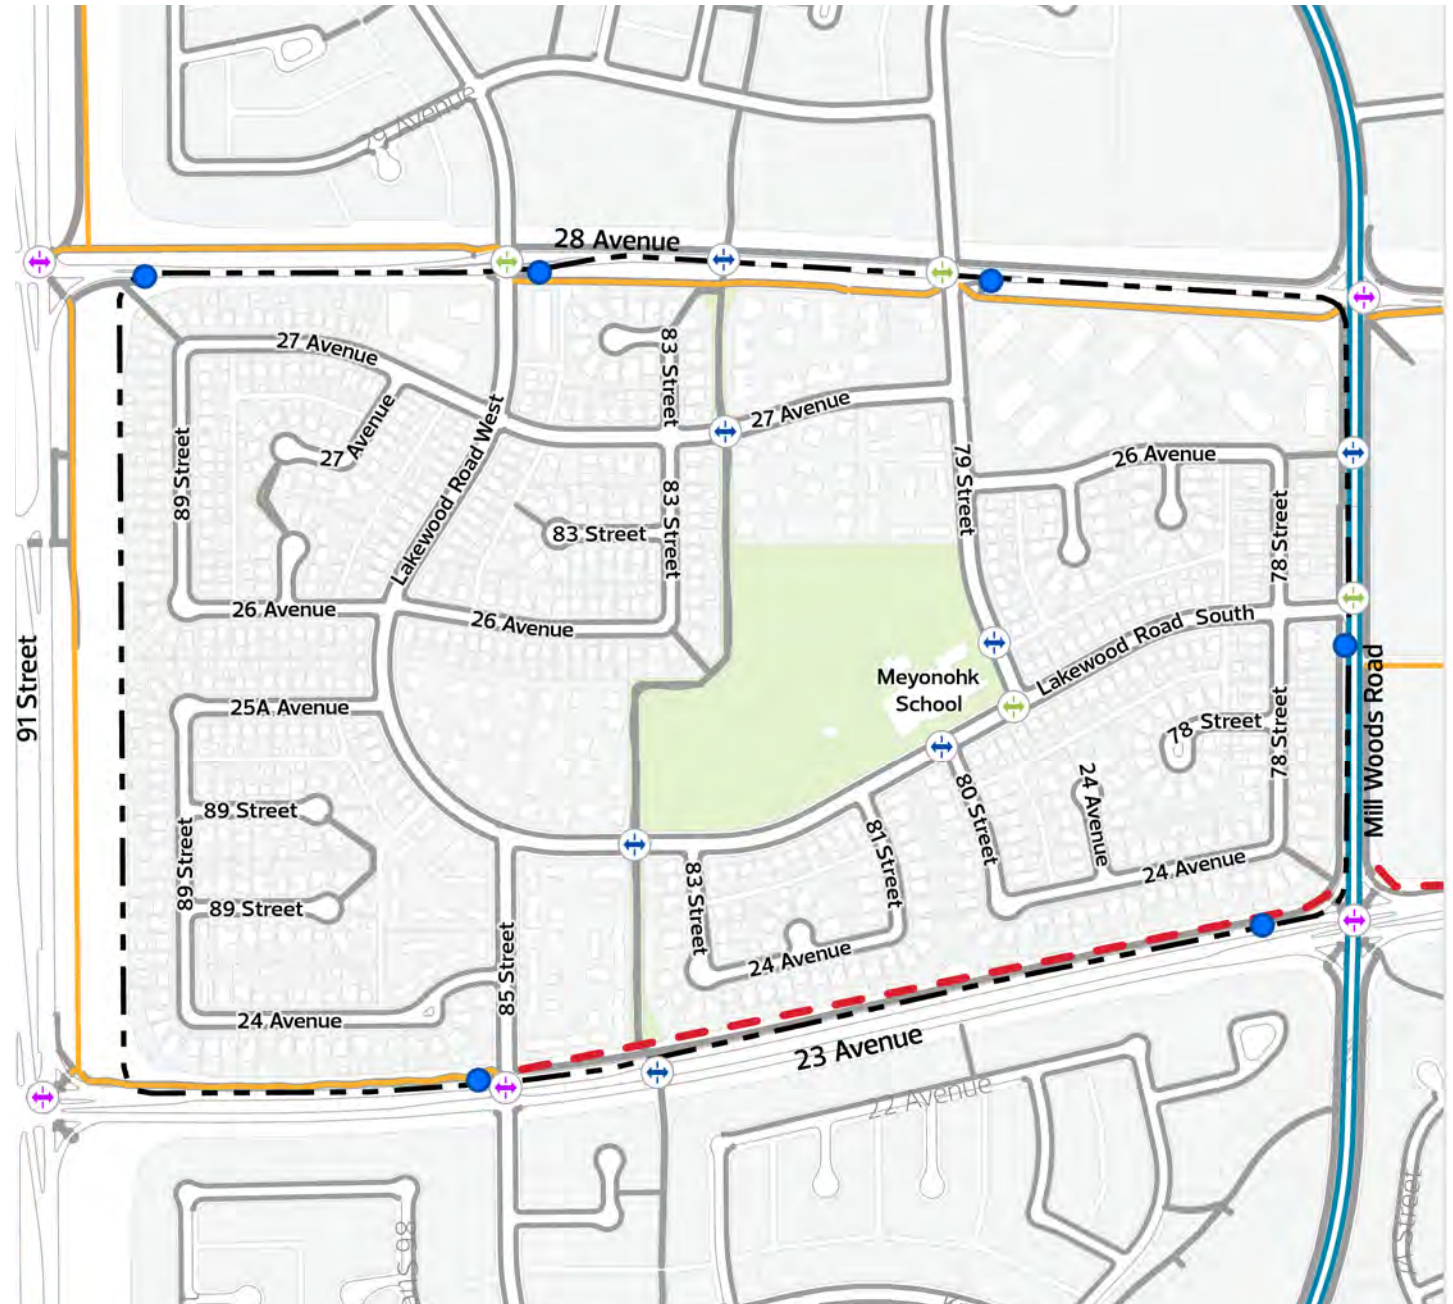 29 Avenue
28 Avenue
27 Avenue
83 Street
27 Avenue
27 Avenue
89 Street
Lakewood Road West
83 Street
79 Street
26 Avenue
83 Street
78 Street
26 Avenue
26 Avenue
Lakewood Road South
91 Street
Meyonohk
School
25A Avenue
78 Street
78 Street
Mill Woods Road
89 Street
89 Street
80 Street
24 Avenue
81 Street
89 Street
83 Street
24 Avenue
85 Street
24 Avenue
24 Avenue
23 Avenue
22 Avenue